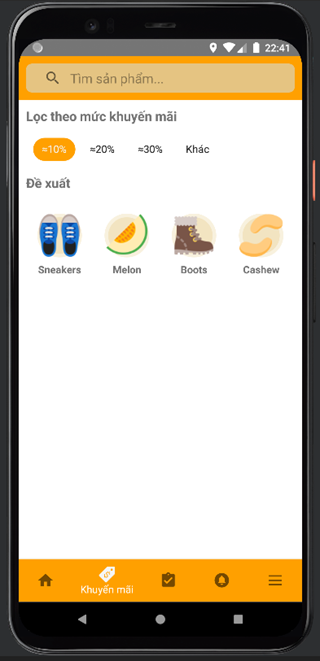 22:41
Tìm sản phẩm...
Lọc theo mức khuyến mãi
≈10% ≈20% ≈30% Khác
Đề xuất
Sneakers Melon Boots Cashew
Khuyến mãi